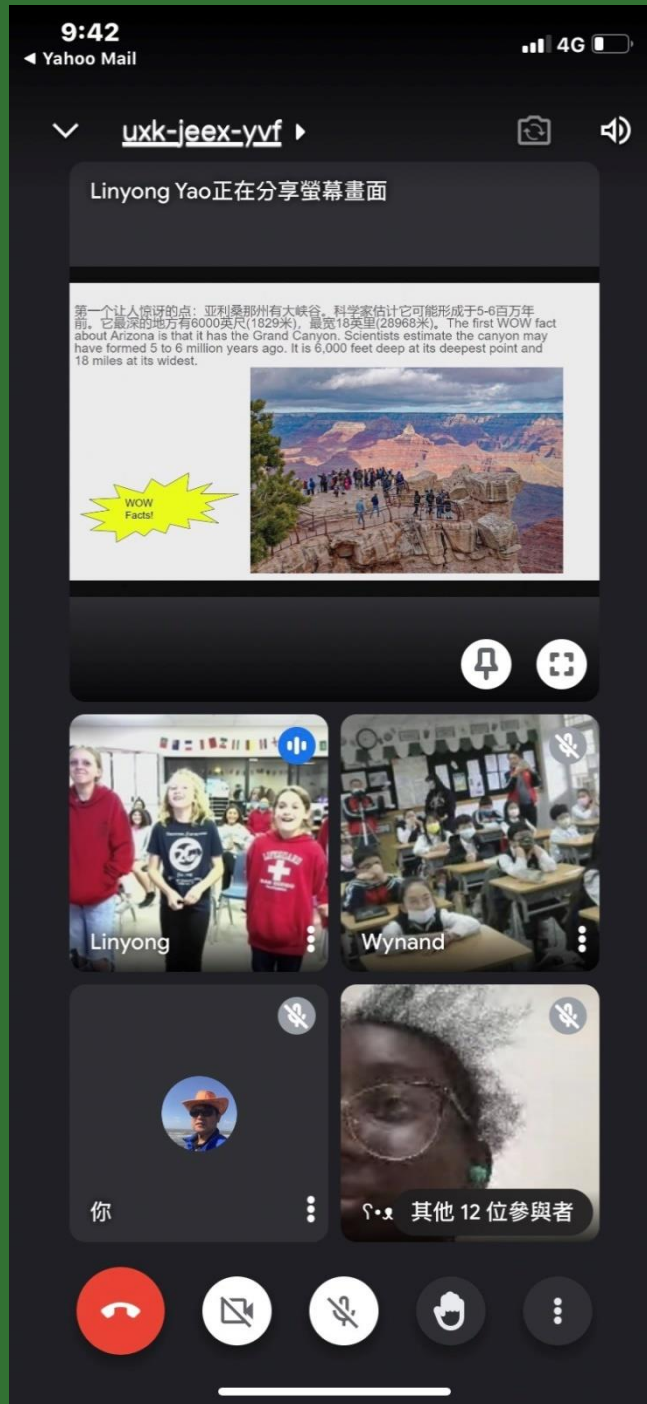 9:42
◀ Yahoo Mail
4G
uxk-jeex-yvf ▸
Linyong Yao正在分享螢幕畫面
第一个让人惊讶的点：亚利桑那州有大峡谷。科学家估计它可能形成于5-6百万年
前。它最深的地方有6000英尺(1829米)，最宽18英里(28968米)。The first WOW fact
about Arizona is that it has the Grand Canyon. Scientists estimate the canyon may
have formed 5 to 6 million years ago. It is 6,000 feet deep at its deepest point and
18 miles at its widest.
WOW
Facts!
LIFEGUARD
Linyong
Wynand
你
其他 12 位參與者